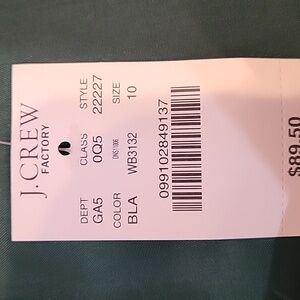 J.CREW
FACTORY
DEPT CLASS STYLE
GA5 0Q5 22227
COLOR SIZE
BLA WB3132 10
099102849137
$89.50